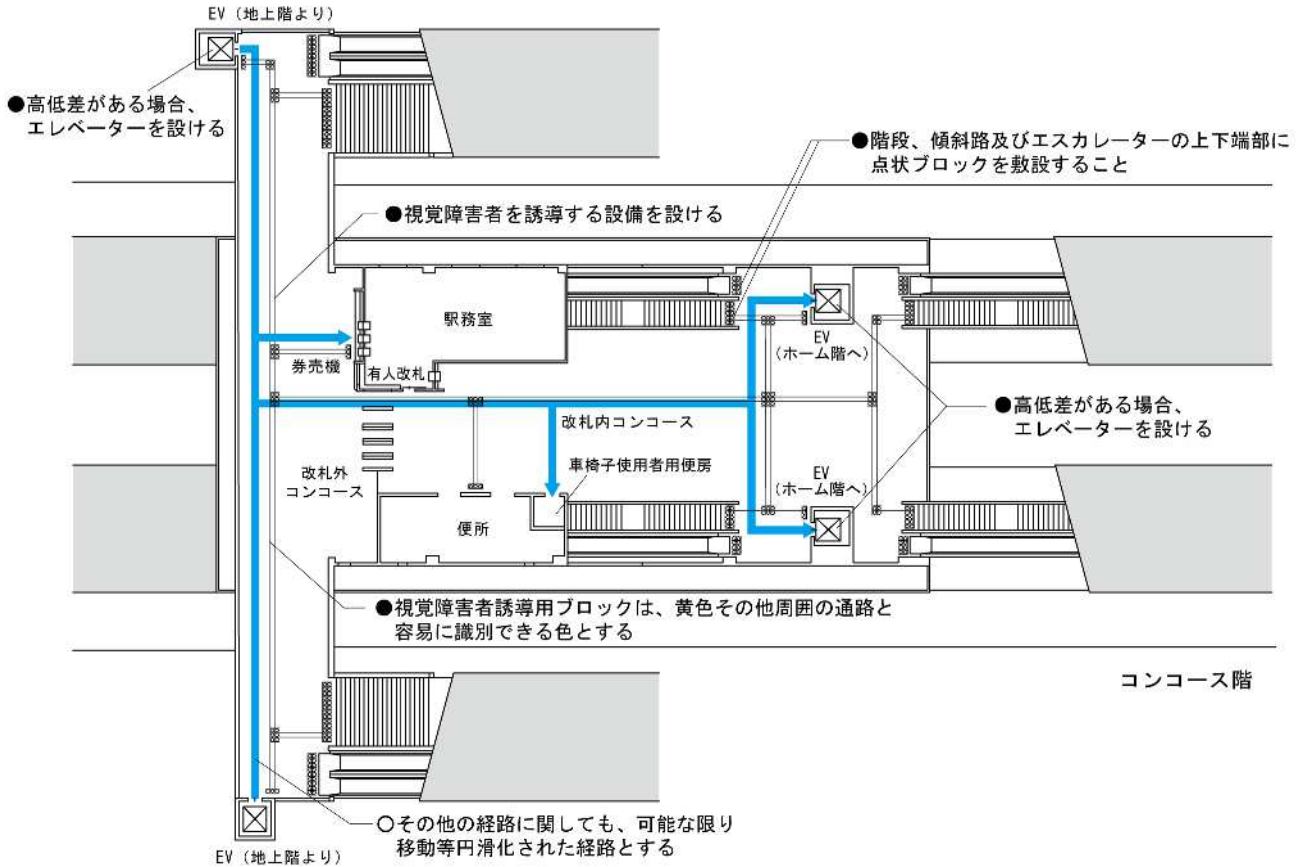 EV（地上階より）
●高低差がある場合、
エレベーターを設ける
●階段、傾斜路及びエスカレーターの上下端部に
点状ブロックを敷設すること
●視覚障害者を誘導する設備を設ける
駅務室
券売機
有人改札
EV
（ホーム階へ）
●高低差がある場合、
エレベーターを設ける
改札内コンコース
車椅子使用者用便房
改札外
コンコース
便所
EV
（ホーム階へ）
●視覚障害者誘導用ブロックは、黄色その他周囲の通路と
容易に識別できる色とする
コンコース階
○その他の経路に関しても、可能な限り
移動等円滑化された経路とする
EV（地上階より）